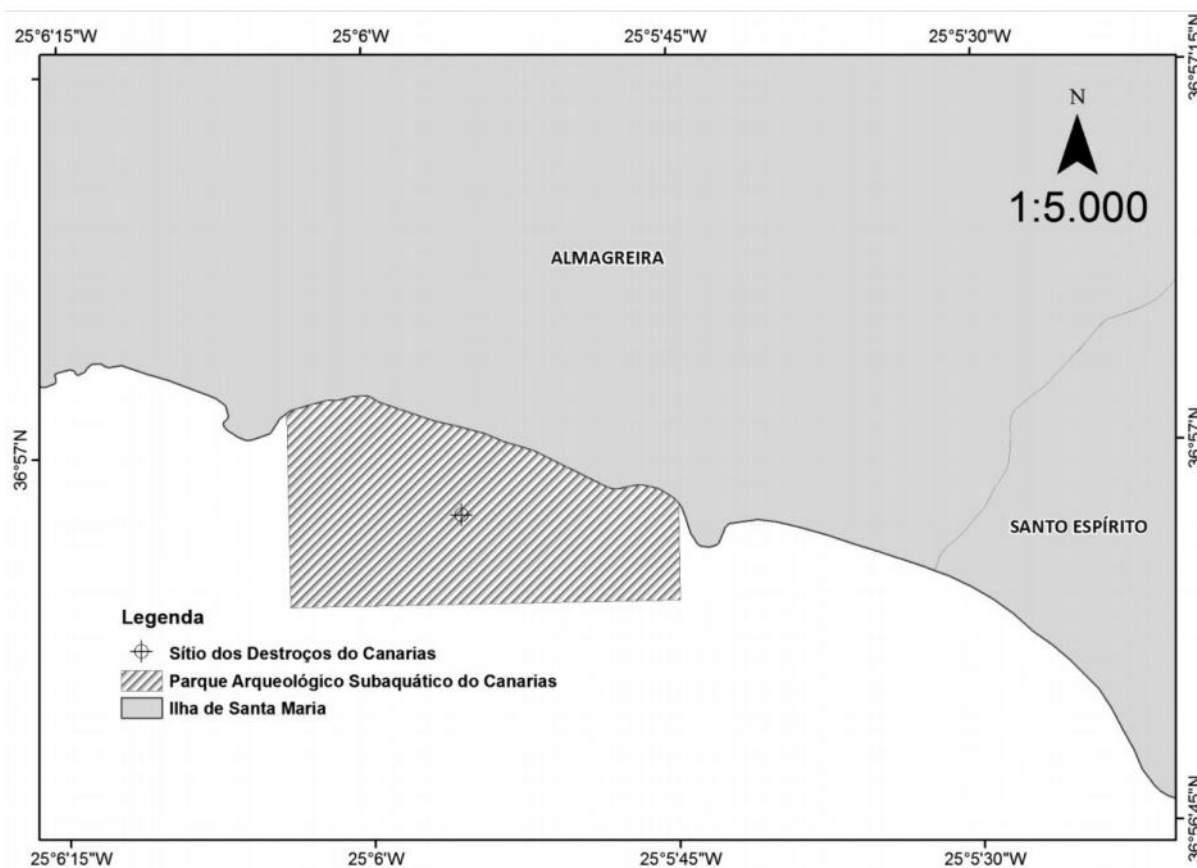 25°6'15"W 25°6'W 25°5'45"W 25°5'30"W
36°57'15"N
N
1:5.000
ALMAGREIRA
36°57'N
36°57'N
SANTO ESPÍRITO
Legenda
Sítio dos Destroços do Canarias
Parque Arqueológico Subaquático do Canarias
Ilha de Santa Maria
36°56'45"N
25°6'15"W 25°6'W 25°5'45"W 25°5'30"W